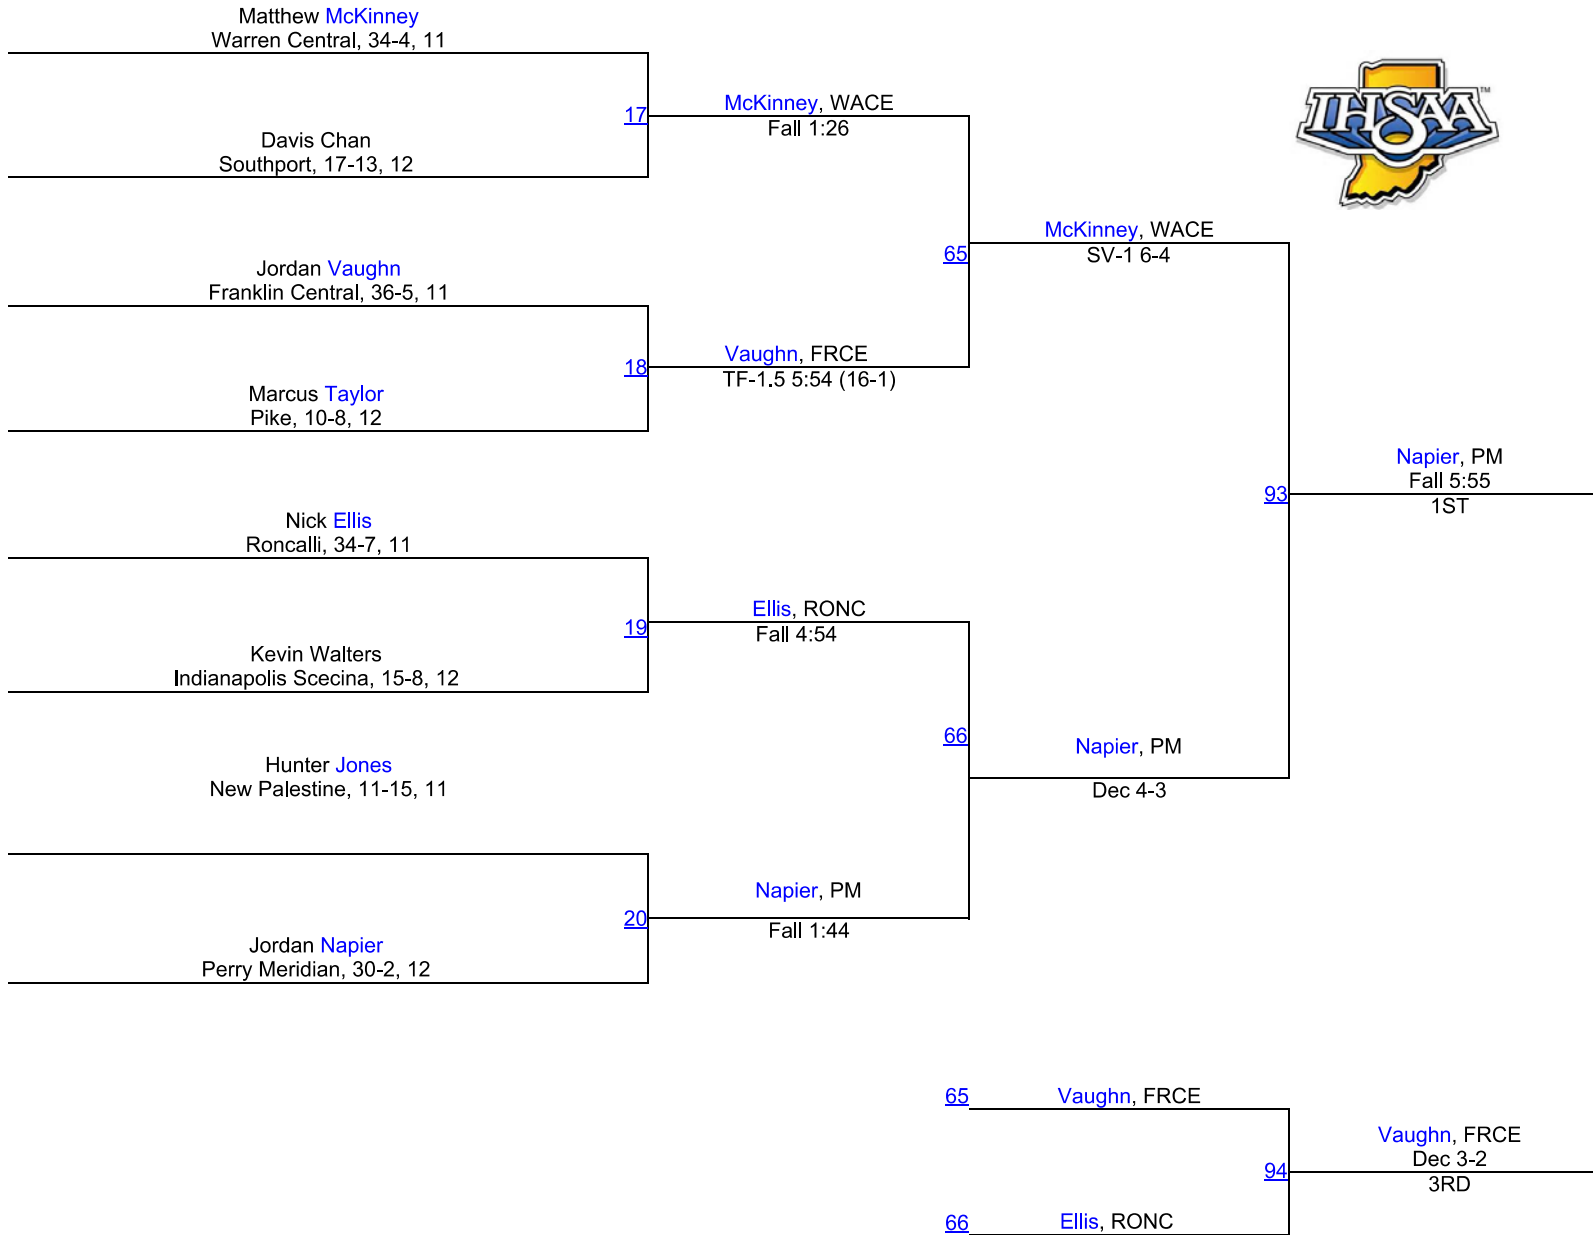 Matthew McKinney
Warren Central, 34-4, 11
17
McKinney, WACE
Fall 1:26
Davis Chan
Southport, 17-13, 12
IHSAA
TM
65
McKinney, WACE
SV-1 6-4
Jordan Vaughn
Franklin Central, 36-5, 11
18
Vaughn, FRCE
TF-1.5 5:54 (16-1)
Marcus Taylor
Pike, 10-8, 12
93
Napier, PM
Fall 5:55
1ST
Nick Ellis
Roncalli, 34-7, 11
19
Ellis, RONC
Fall 4:54
Kevin Walters
Indianapolis Scecina, 15-8, 12
66
Napier, PM
Dec 4-3
Hunter Jones
New Palestine, 11-15, 11
20
Napier, PM
Fall 1:44
Jordan Napier
Perry Meridian, 30-2, 12
65
Vaughn, FRCE
94
Vaughn, FRCE
Dec 3-2
3RD
66
Ellis, RONC